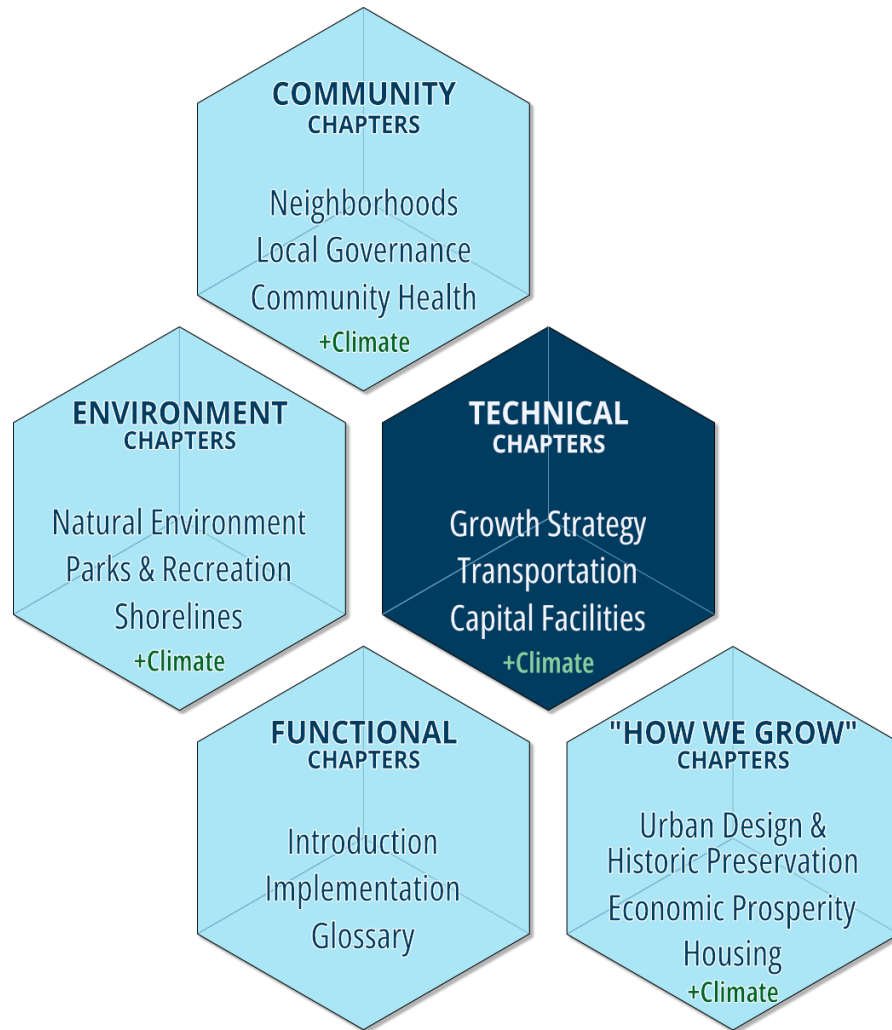 COMMUNITY
CHAPTERS
Neighborhoods
Local Governance
Community Health
+Climate
ENVIRONMENT
CHAPTERS
Natural Environment
Parks & Recreation
Shorelines
+Climate
TECHNICAL
CHAPTERS
Growth Strategy
Transportation
Capital Facilities
+Climate
FUNCTIONAL
CHAPTERS
Introduction
Implementation
Glossary
"HOW WE GROW"
CHAPTERS
Urban Design &
Historic Preservation
Economic Prosperity
Housing
+Climate